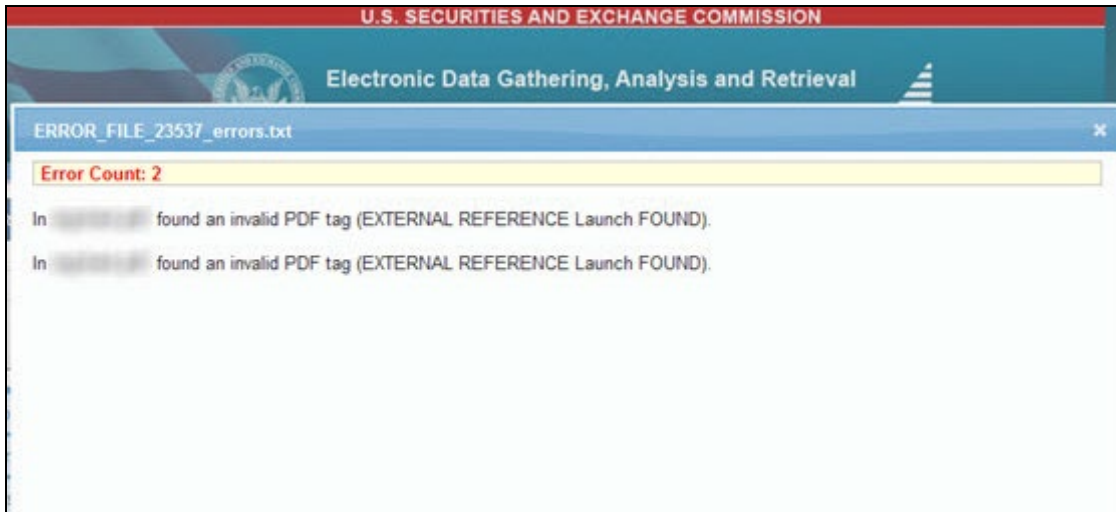 U.S. SECURITIES AND EXCHANGE COMMISSION
Electronic Data Gathering, Analysis and Retrieval
ERROR_FILE_23537_errors.txt
Error Count: 2
In found an invalid PDF tag (EXTERNAL REFERENCE Launch FOUND).
In found an invalid PDF tag (EXTERNAL REFERENCE Launch FOUND).